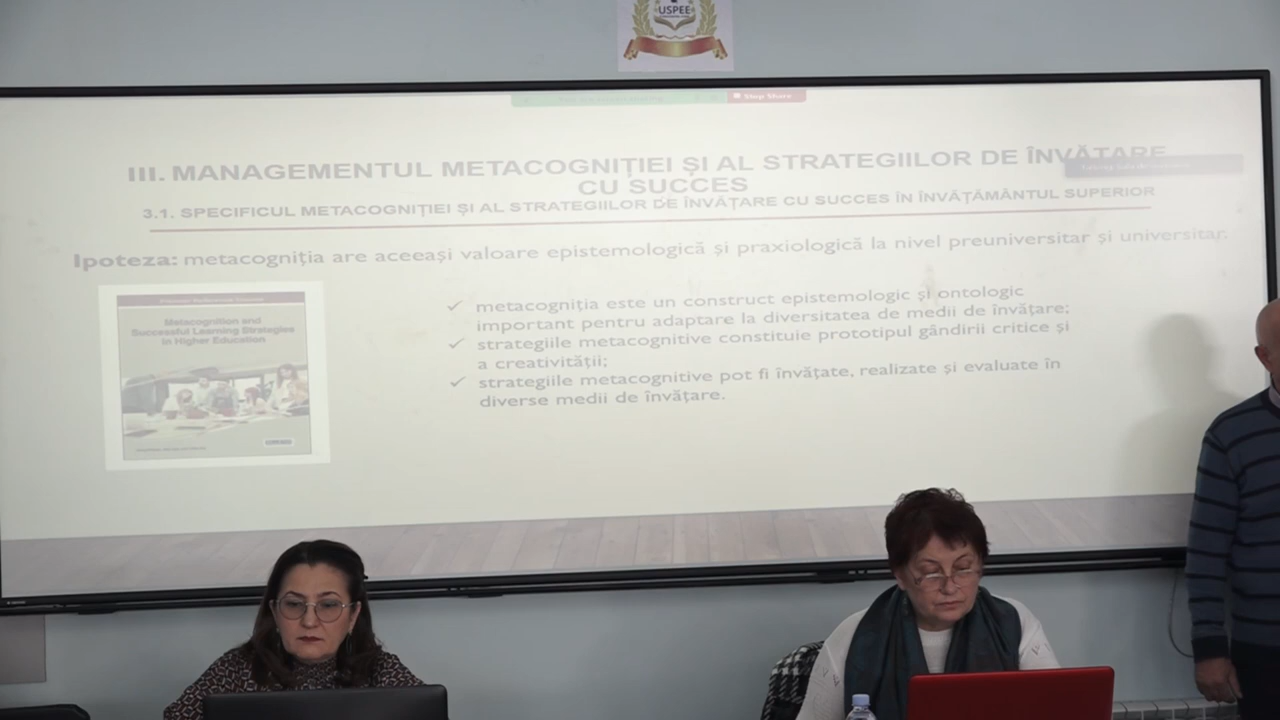 USPEE
Stop Share
III. MANAGEMENTUL METACOGNIȚIEI ȘI AL STRATEGIILOR DE ÎNVĂȚARE
CU SUCCES
3.1. SPECIFICUL METACOGNIȚIEI ȘI AL STRATEGIILOR DE ÎNVĂȚARE CU SUCCES ÎN ÎNVĂȚĂMÂNTUL SUPERIOR
Ipoteza: metacogniția are aceeași valoare epistemologică și praxiologică la nivel preuniversitar și universitar.
Metacognition and
Successful Learning Strategies
in Higher Education
metacogniția este un construct epistemologic și ontologic
important pentru adaptare la diversitatea de medii de învățare;
strategiile metacognitive constituie prototipul gândirii critice și
a creativității;
strategiile metacognitive pot fi învățate, realizate și evaluate în
diverse medii de învățare.